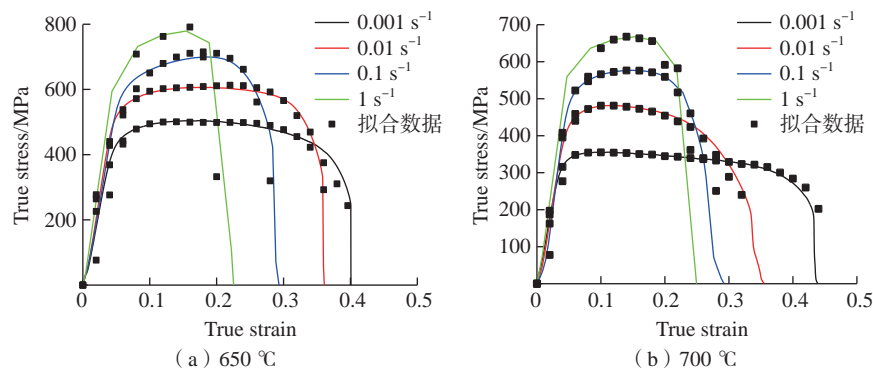 800
600
400
200
True stress/MPa
0
0.1
0.2
0.3
0.4
0.5
True strain
0.001 s⁻¹
0.01 s⁻¹
0.1 s⁻¹
1 s⁻¹
拟合数据
(a) 650 ℃
700
600
500
400
300
200
100
True stress/MPa
0
0.1
0.2
0.3
0.4
0.5
True strain
0.001 s⁻¹
0.01 s⁻¹
0.1 s⁻¹
1 s⁻¹
拟合数据
(b) 700 ℃